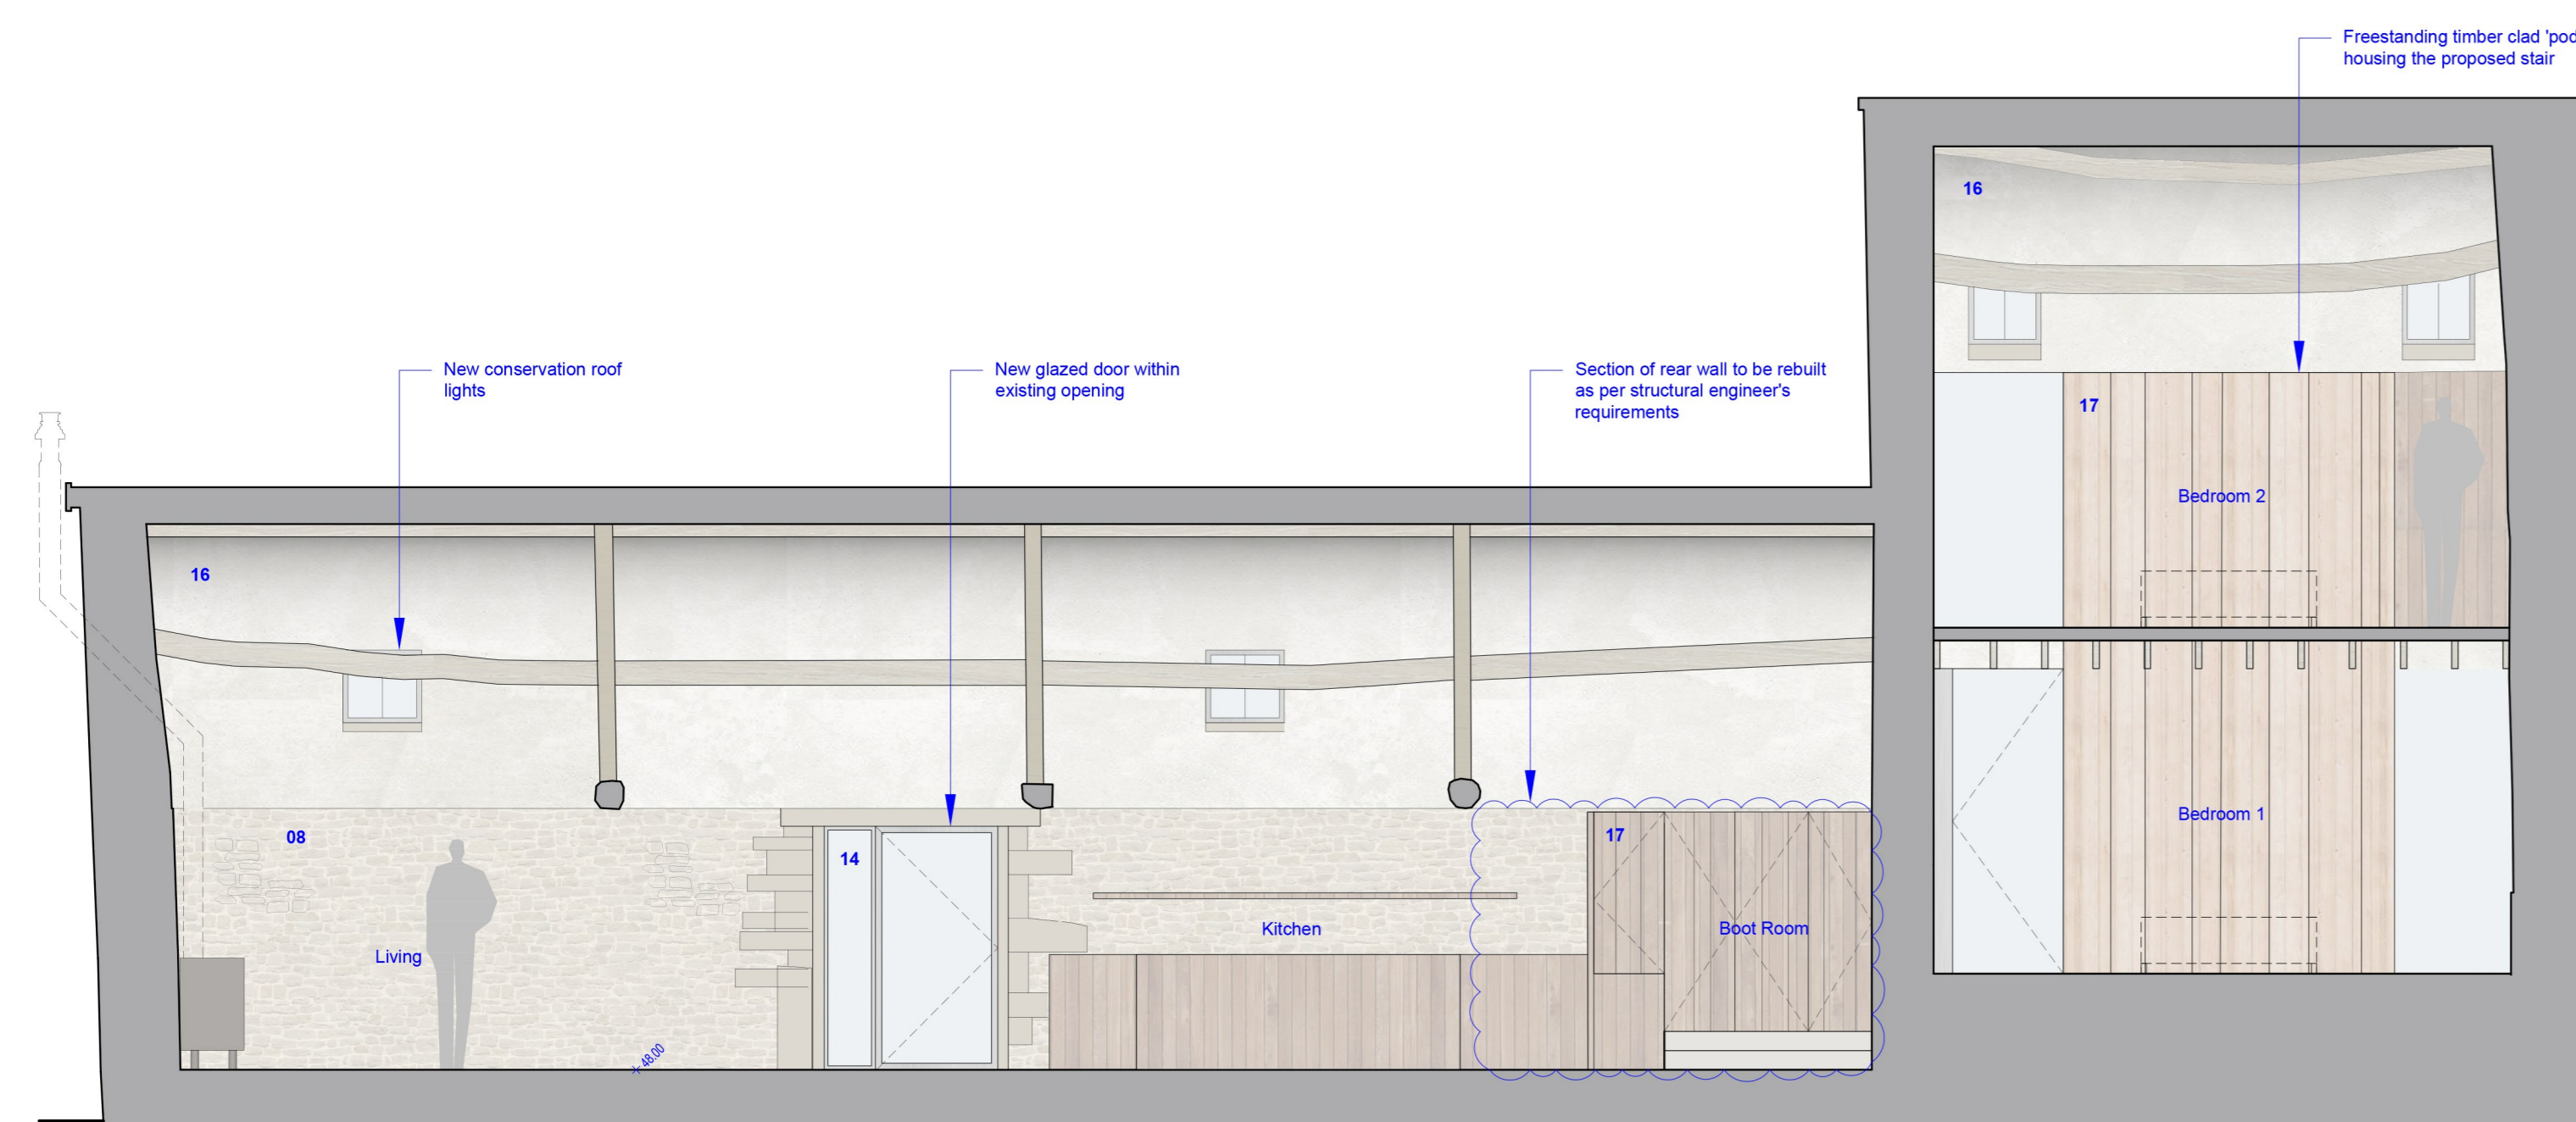 Freestanding timber clad 'pod
housing the proposed stair
16
New conservation roof
lights
New glazed door within
existing opening
Section of rear wall to be rebuilt
as per structural engineer's
requirements
17
Bedroom 2
16
08
14
17
Bedroom 1
Kitchen
Boot Room
Living
48.00